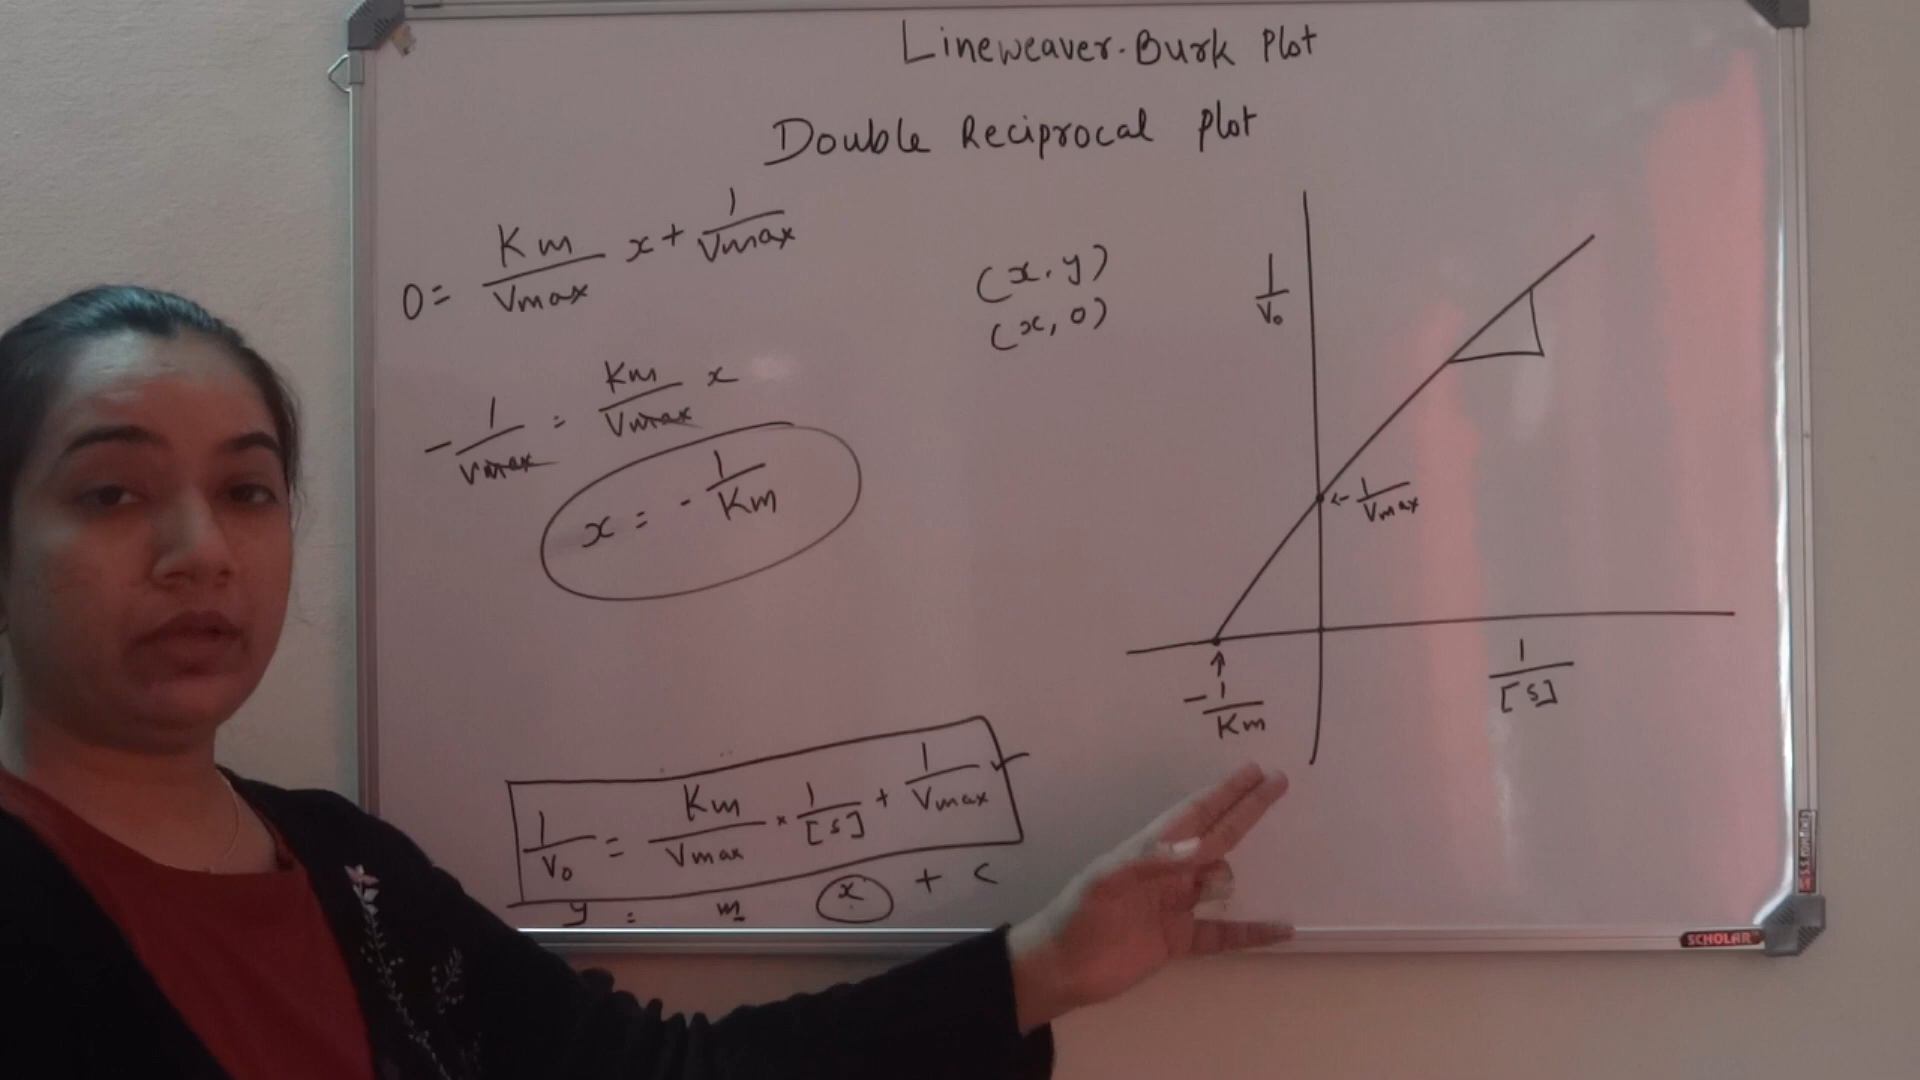 Lineweaver-Burk Plot
Double Reciprocal Plot
0 = Km/Vmax x + 1/Vmax
- 1/Vmax = Km/Vmax x
x = - 1/Km
1/V₀ = Km/Vmax × 1/[S] + 1/Vmax ✓
y = m x + c
(x, y)
(x, 0)
1/V₀
← 1/Vmax
↑
- 1/Km
1/[S]
SCHOLAR